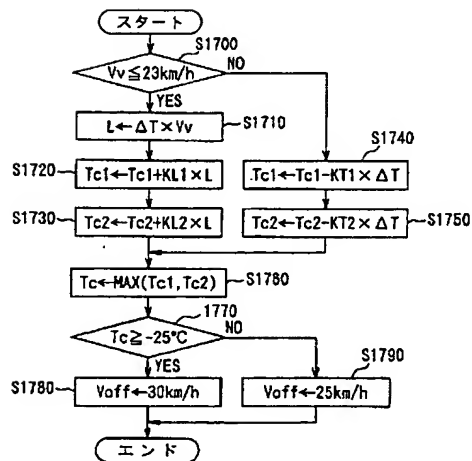 スタート
S1700
Vv≦23km/h
NO
YES
L←ΔT×Vv
S1710
S1740
S1720
Tc1←Tc1+KL1×L
Tc1←Tc1-KT1×ΔT
S1730
Tc2←Tc2+KL2×L
Tc2←Tc2-KT2×ΔT
S1750
Tc←MAX(Tc1,Tc2)
S1760
1770
Tc≧-25°C
NO
YES
S1790
S1780
Voff←30km/h
Voff←25km/h
エンド